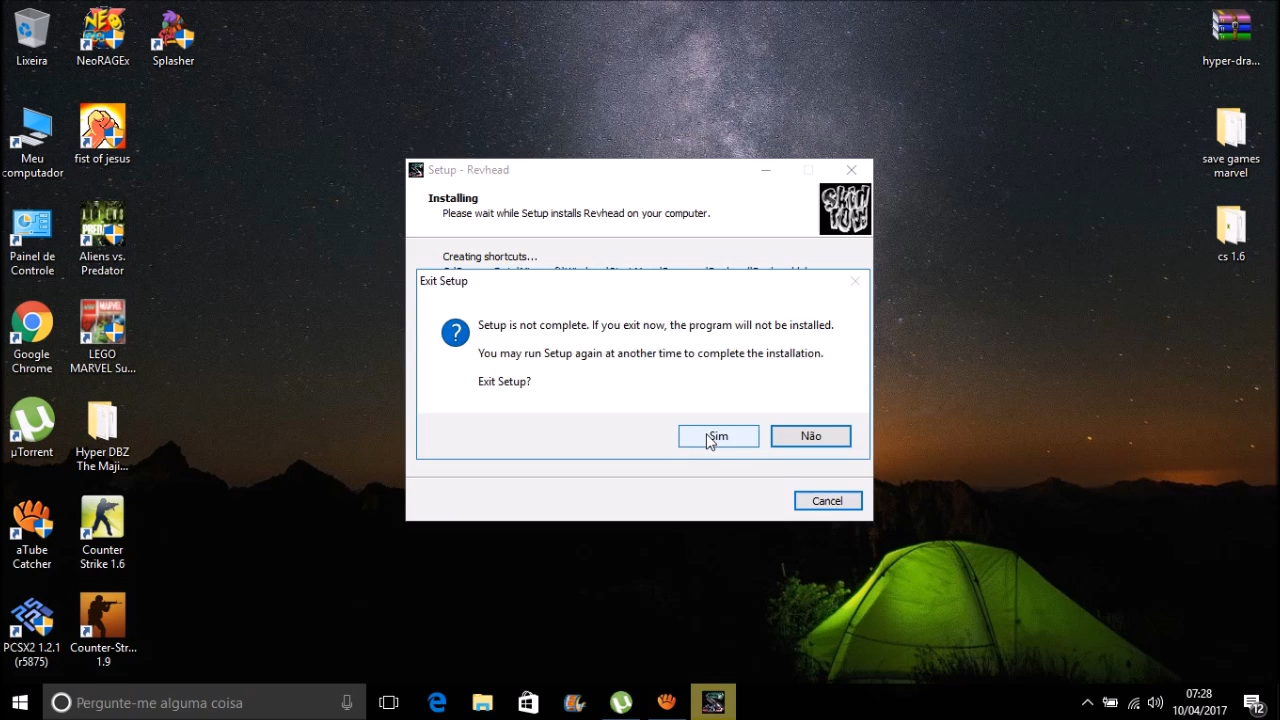 Lixeira
NeoRAGEx
Splasher
hyper-dra...
Meu
computador
fist of jesus
save games
marvel
Painel de
Controle
Aliens vs.
Predator
cs 1.6
Google
Chrome
LEGO
MARVEL Su...
µTorrent
Hyper DBZ
The Maji...
aTube
Catcher
Counter
Strike 1.6
PCSX2 1.2.1
(r5875)
Counter-Str...
1.9
Setup - Revhead
Installing
Please wait while Setup installs Revhead on your computer.
Creating shortcuts...
Exit Setup
Setup is not complete. If you exit now, the program will not be installed.
You may run Setup again at another time to complete the installation.
Exit Setup?
Sim
Não
Cancel
Pergunte-me alguma coisa
07:28
10/04/2017
12